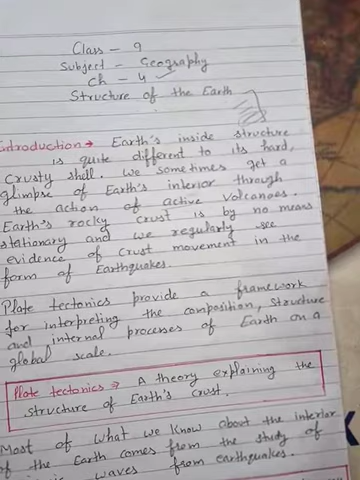 Class - 9
Subject - Geography
Ch - 4
Structure of the Earth
Introduction → Earth's inside structure
is quite different to its hard,
crusty shell. We sometimes get a
glimpse of Earth's interior through
the action of active volcanoes.
Earth's rocky crust is by no means
stationary and we regularly see
evidence of crust movement in the
form of Earthquakes.
Plate tectonics provide a framework
for interpreting the composition, structure
and internal processes of Earth on a
global scale.
Plate tectonics → A theory explaining the
structure of Earth's crust.
Most of what we know about the interior
of the Earth comes from the study of
waves from earthquakes.